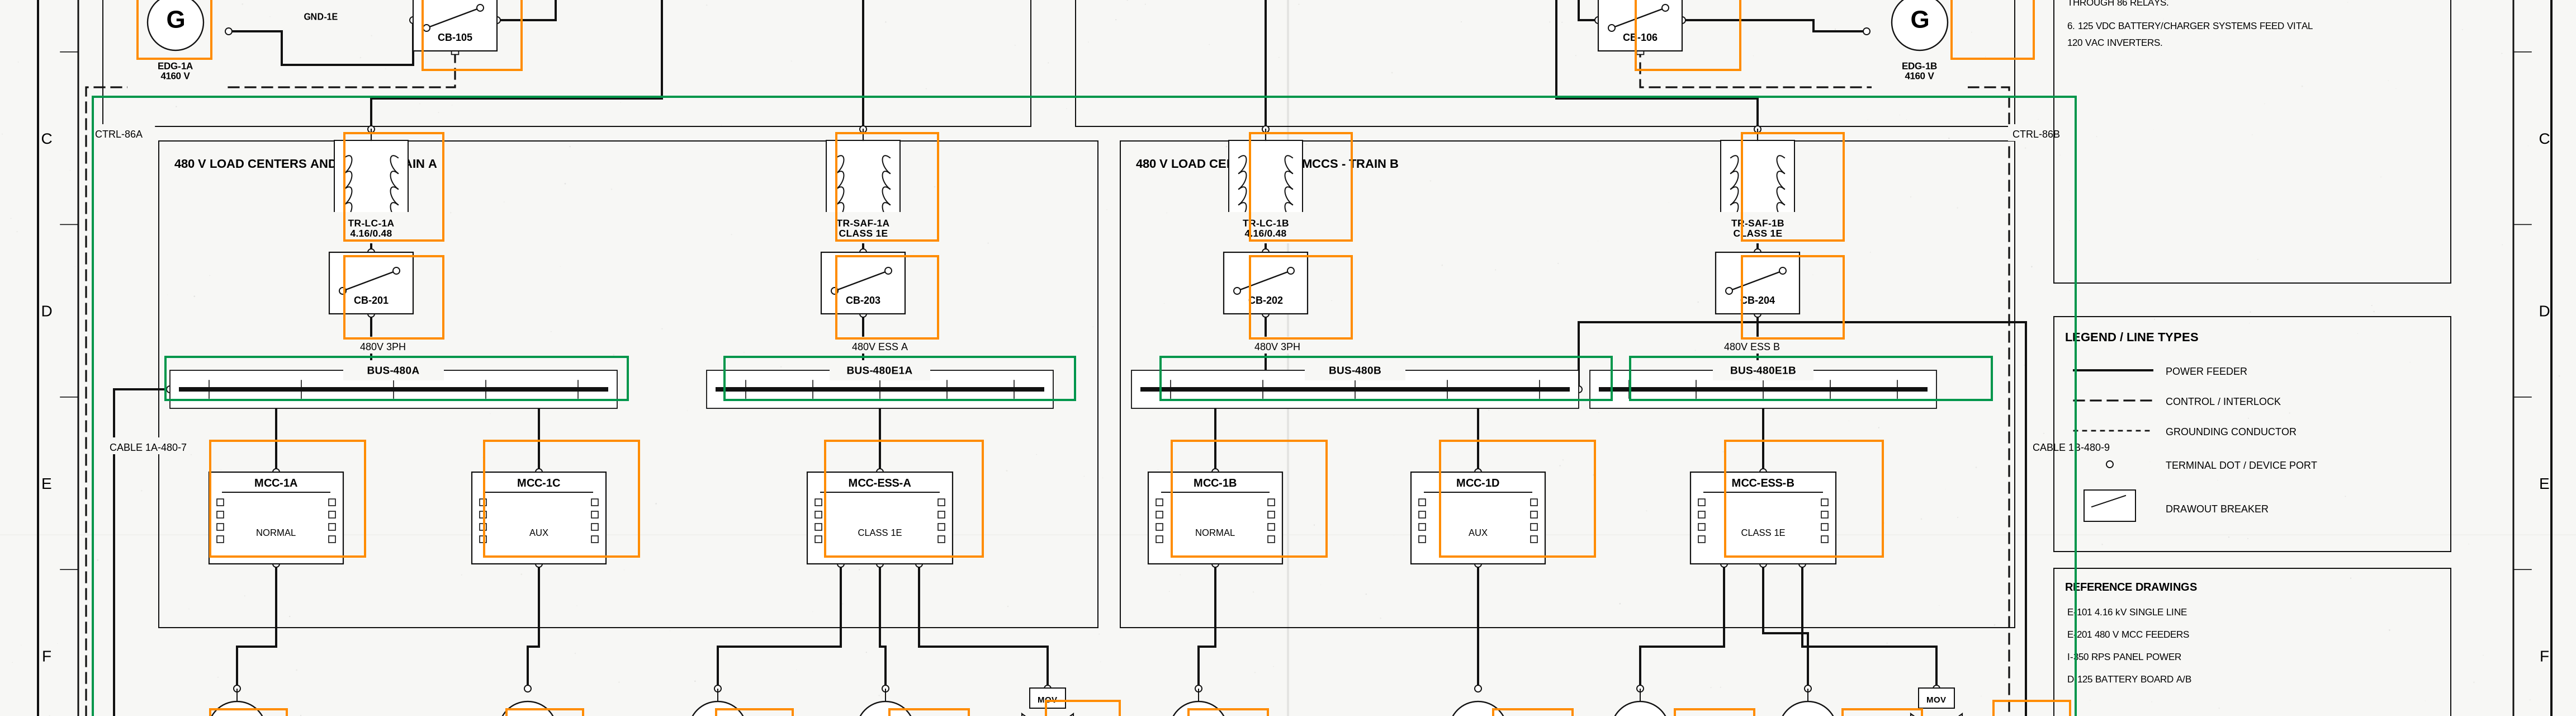 G
GND-1E
CB-105
CB-106
G
THROUGH 86 RELAYS.
6. 125 VDC BATTERY/CHARGER SYSTEMS FEED VITAL
120 VAC INVERTERS.
EDG-1A
4160 V
EDG-1B
4160 V
C
CTRL-86A
CTRL-86B
C
480 V LOAD CENTERS AND
AIN A
480 V LOAD CE
MCCS - TRAIN B
TR-LC-1A
4.16/0.48
TR-SAF-1A
CLASS 1E
TR-LC-1B
4.16/0.48
TR-SAF-1B
CLASS 1E
CB-201
CB-203
CB-202
CB-204
D
D
480V 3PH
480V ESS A
480V 3PH
480V ESS B
LEGEND / LINE TYPES
BUS-480A
BUS-480E1A
BUS-480B
BUS-480E1B
POWER FEEDER
CONTROL / INTERLOCK
GROUNDING CONDUCTOR
CABLE 1A-480-7
CABLE 1B-480-9
TERMINAL DOT / DEVICE PORT
E
MCC-1A
MCC-1C
MCC-ESS-A
MCC-1B
MCC-1D
MCC-ESS-B
E
DRAWOUT BREAKER
NORMAL
AUX
CLASS 1E
NORMAL
AUX
CLASS 1E
REFERENCE DRAWINGS
E-101 4.16 kV SINGLE LINE
E-201 480 V MCC FEEDERS
F
I-350 RPS PANEL POWER
F
D-125 BATTERY BOARD A/B
MOV
MOV